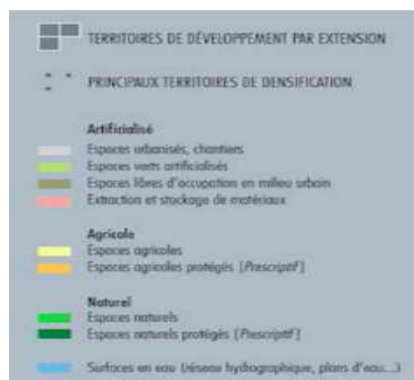 TERRITOIRES DE DÉVELOPPEMENT PAR EXTENSION
PRINCIPAUX TERRITOIRES DE DENSIFICATION
Artificialisé
Espaces urbanisés, chantiers
Espaces verts artificialisés
Espaces libres d'occupation en milieu urbain
Extraction et stockage de matériaux
Agricole
Espaces agricoles
Espaces agricoles protégés [Prescriptif]
Naturel
Espaces naturels
Espaces naturels protégés [Prescriptif]
Surfaces en eau (réseau hydrographique, plans d'eau...)